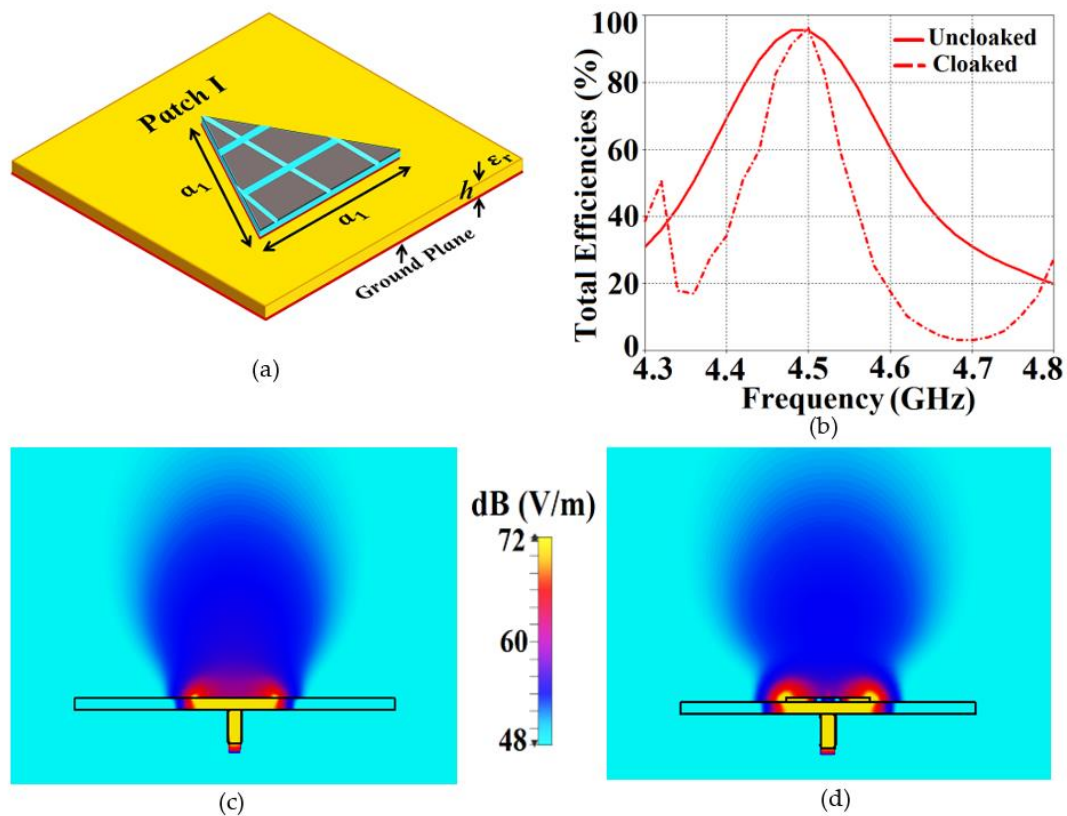 Patch I
a₁
a₁
h
εᵣ
Ground Plane
(a)
Total Efficiencies (%)
100
80
60
40
20
0
Uncloaked
Cloaked
4.3 4.4 4.5 4.6 4.7 4.8
Frequency (GHz)
(b)
dB (V/m)
72
60
48
(c)
(d)